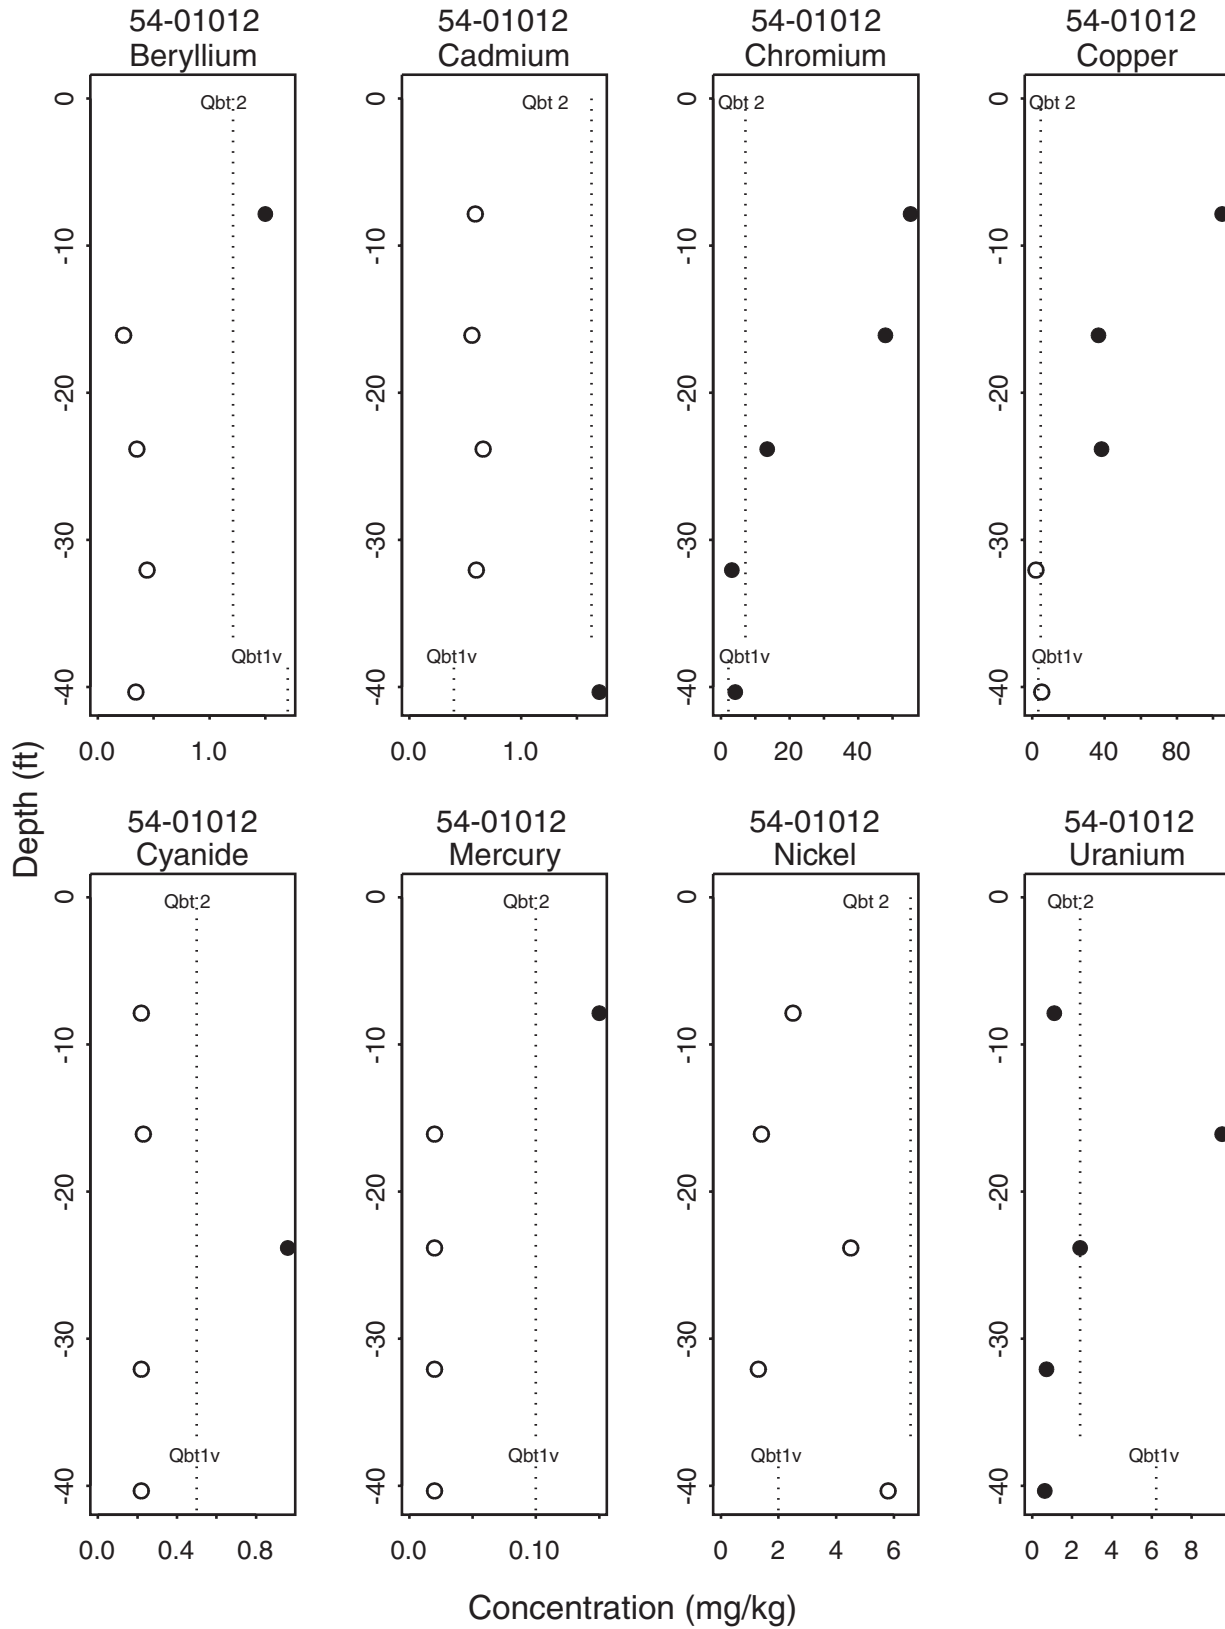 54-01012
Beryllium
54-01012
Cadmium
54-01012
Chromium
54-01012
Copper
0
-10
-20
-30
-40
Qbt 2
Qbt1v
0.0 1.0
0
-10
-20
-30
-40
Qbt 2
Qbt1v
0.0 1.0
0
-10
-20
-30
-40
Qbt 2
Qbt1v
0 20 40
0
-10
-20
-30
-40
Qbt 2
Qbt1v
0 40 80
Depth (ft)
54-01012
Cyanide
54-01012
Mercury
54-01012
Nickel
54-01012
Uranium
0
-10
-20
-30
-40
Qbt 2
Qbt1v
0.0 0.4 0.8
0
-10
-20
-30
-40
Qbt 2
Qbt1v
0.0 0.10
0
-10
-20
-30
-40
Qbt 2
Qbt1v
0 2 4 6
0
-10
-20
-30
-40
Qbt 2
Qbt1v
0 2 4 6 8
Concentration (mg/kg)